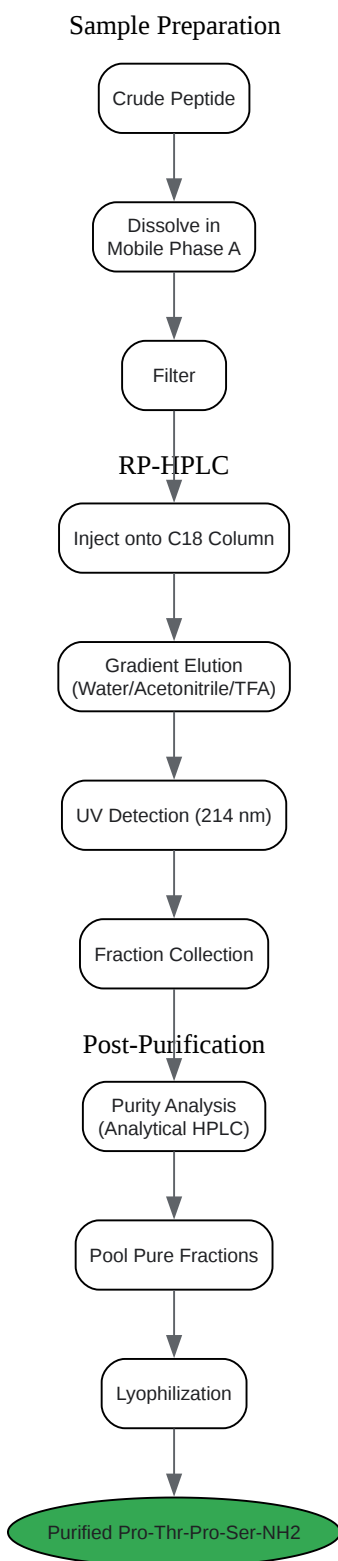 Sample Preparation
Crude Peptide
Dissolve in
Mobile Phase A
Filter
RP-HPLC
Inject onto C18 Column
Gradient Elution
(Water/Acetonitrile/TFA)
UV Detection (214 nm)
Fraction Collection
Post-Purification
Purity Analysis
(Analytical HPLC)
Pool Pure Fractions
Lyophilization
Purified Pro-Thr-Pro-Ser-NH2